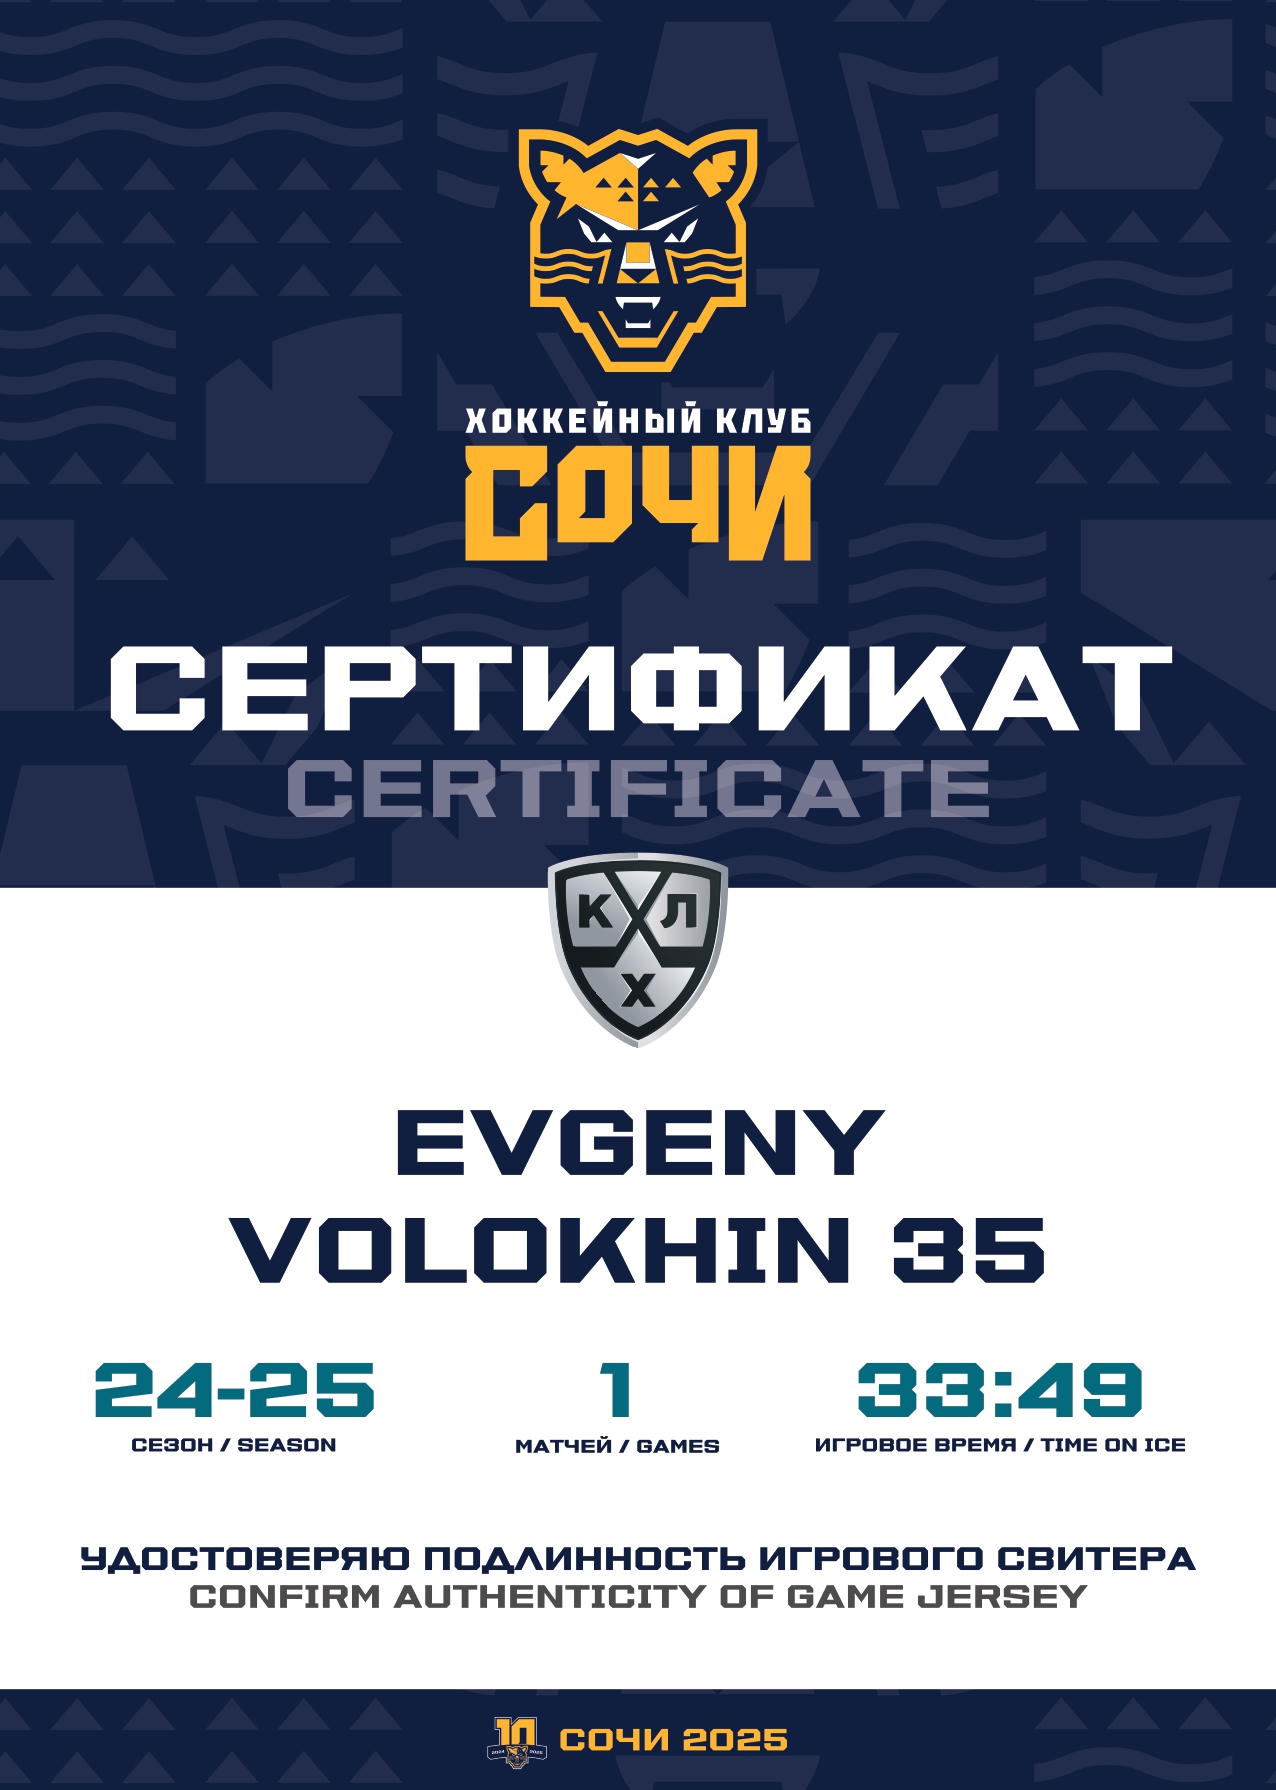 ХОККЕЙНЫЙ КЛУБ
СОЧИ
СЕРТИФИКАТ
CERTIFICATE
К Л
Х
EVGENY
VOLOKHIN 35
24-25
СЕЗОН / SEASON
1
МАТЧЕЙ / GAMES
33:49
ИГРОВОЕ ВРЕМЯ / TIME ON ICE
УДОСТОВЕРЯЮ ПОДЛИННОСТЬ ИГРОВОГО СВИТЕРА
CONFIRM AUTHENTICITY OF GAME JERSEY
10
СОЧИ 2025